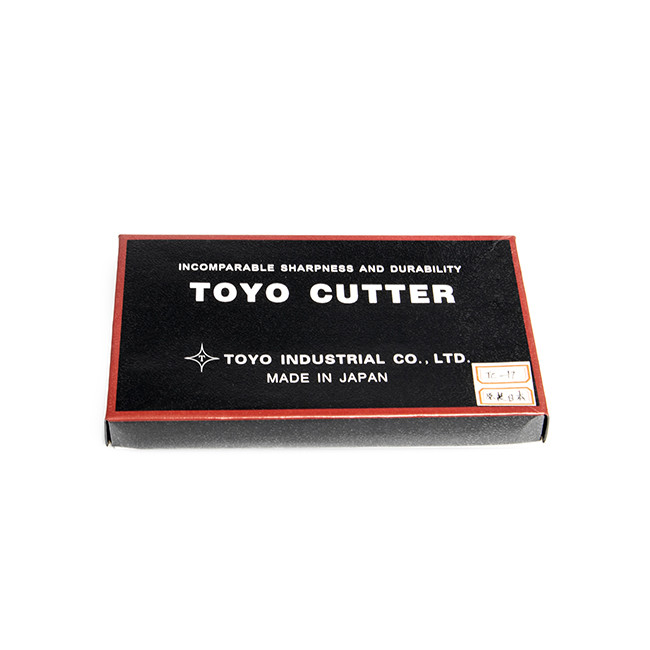 INCOMPARABLE SHARPNESS AND DURABILITY
TOYO CUTTER
T
TOYO INDUSTRIAL CO., LTD.
MADE IN JAPAN